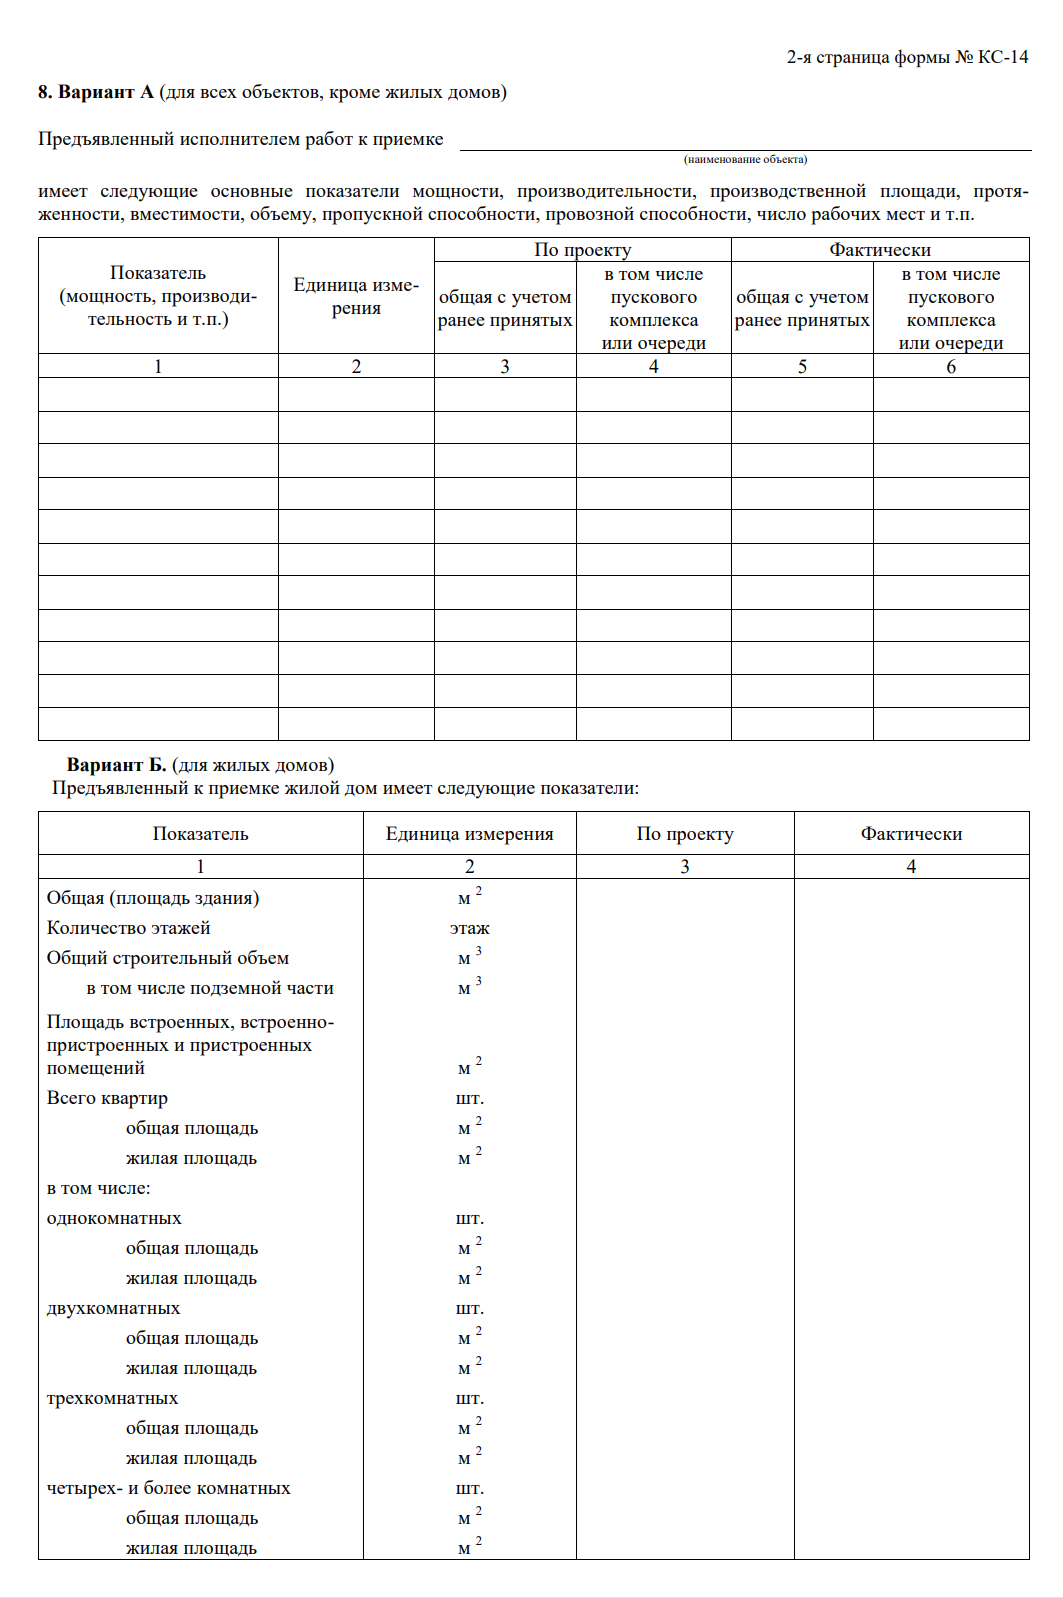 2-я страница формы № КС-14
8. Вариант А (для всех объектов, кроме жилых домов)
Предъявленный исполнителем работ к приемке
(наименование объекта)
имеет следующие основные показатели мощности, производительности, производственной площади, протя-
женности, вместимости, объему, пропускной способности, провозной способности, число рабочих мест и т.п.
Показатель
(мощность, производи-
тельность и т.п.)
Единица изме-
рения
По проекту
Фактически
общая с учетом
ранее принятых
в том числе
пускового
комплекса
или очереди
общая с учетом
ранее принятых
в том числе
пускового
комплекса
или очереди
1 2 3 4 5 6
Вариант Б. (для жилых домов)
Предъявленный к приемке жилой дом имеет следующие показатели:
Показатель Единица измерения По проекту Фактически
1 2 3 4
Общая (площадь здания) м 2
Количество этажей этаж
Общий строительный объем м 3
в том числе подземной части м 3
Площадь встроенных, встроенно-
пристроенных и пристроенных
помещений м 2
Всего квартир шт.
общая площадь м 2
жилая площадь м 2
в том числе:
однокомнатных шт.
общая площадь м 2
жилая площадь м 2
двухкомнатных шт.
общая площадь м 2
жилая площадь м 2
трехкомнатных шт.
общая площадь м 2
жилая площадь м 2
четырех- и более комнатных шт.
общая площадь м 2
жилая площадь м 2